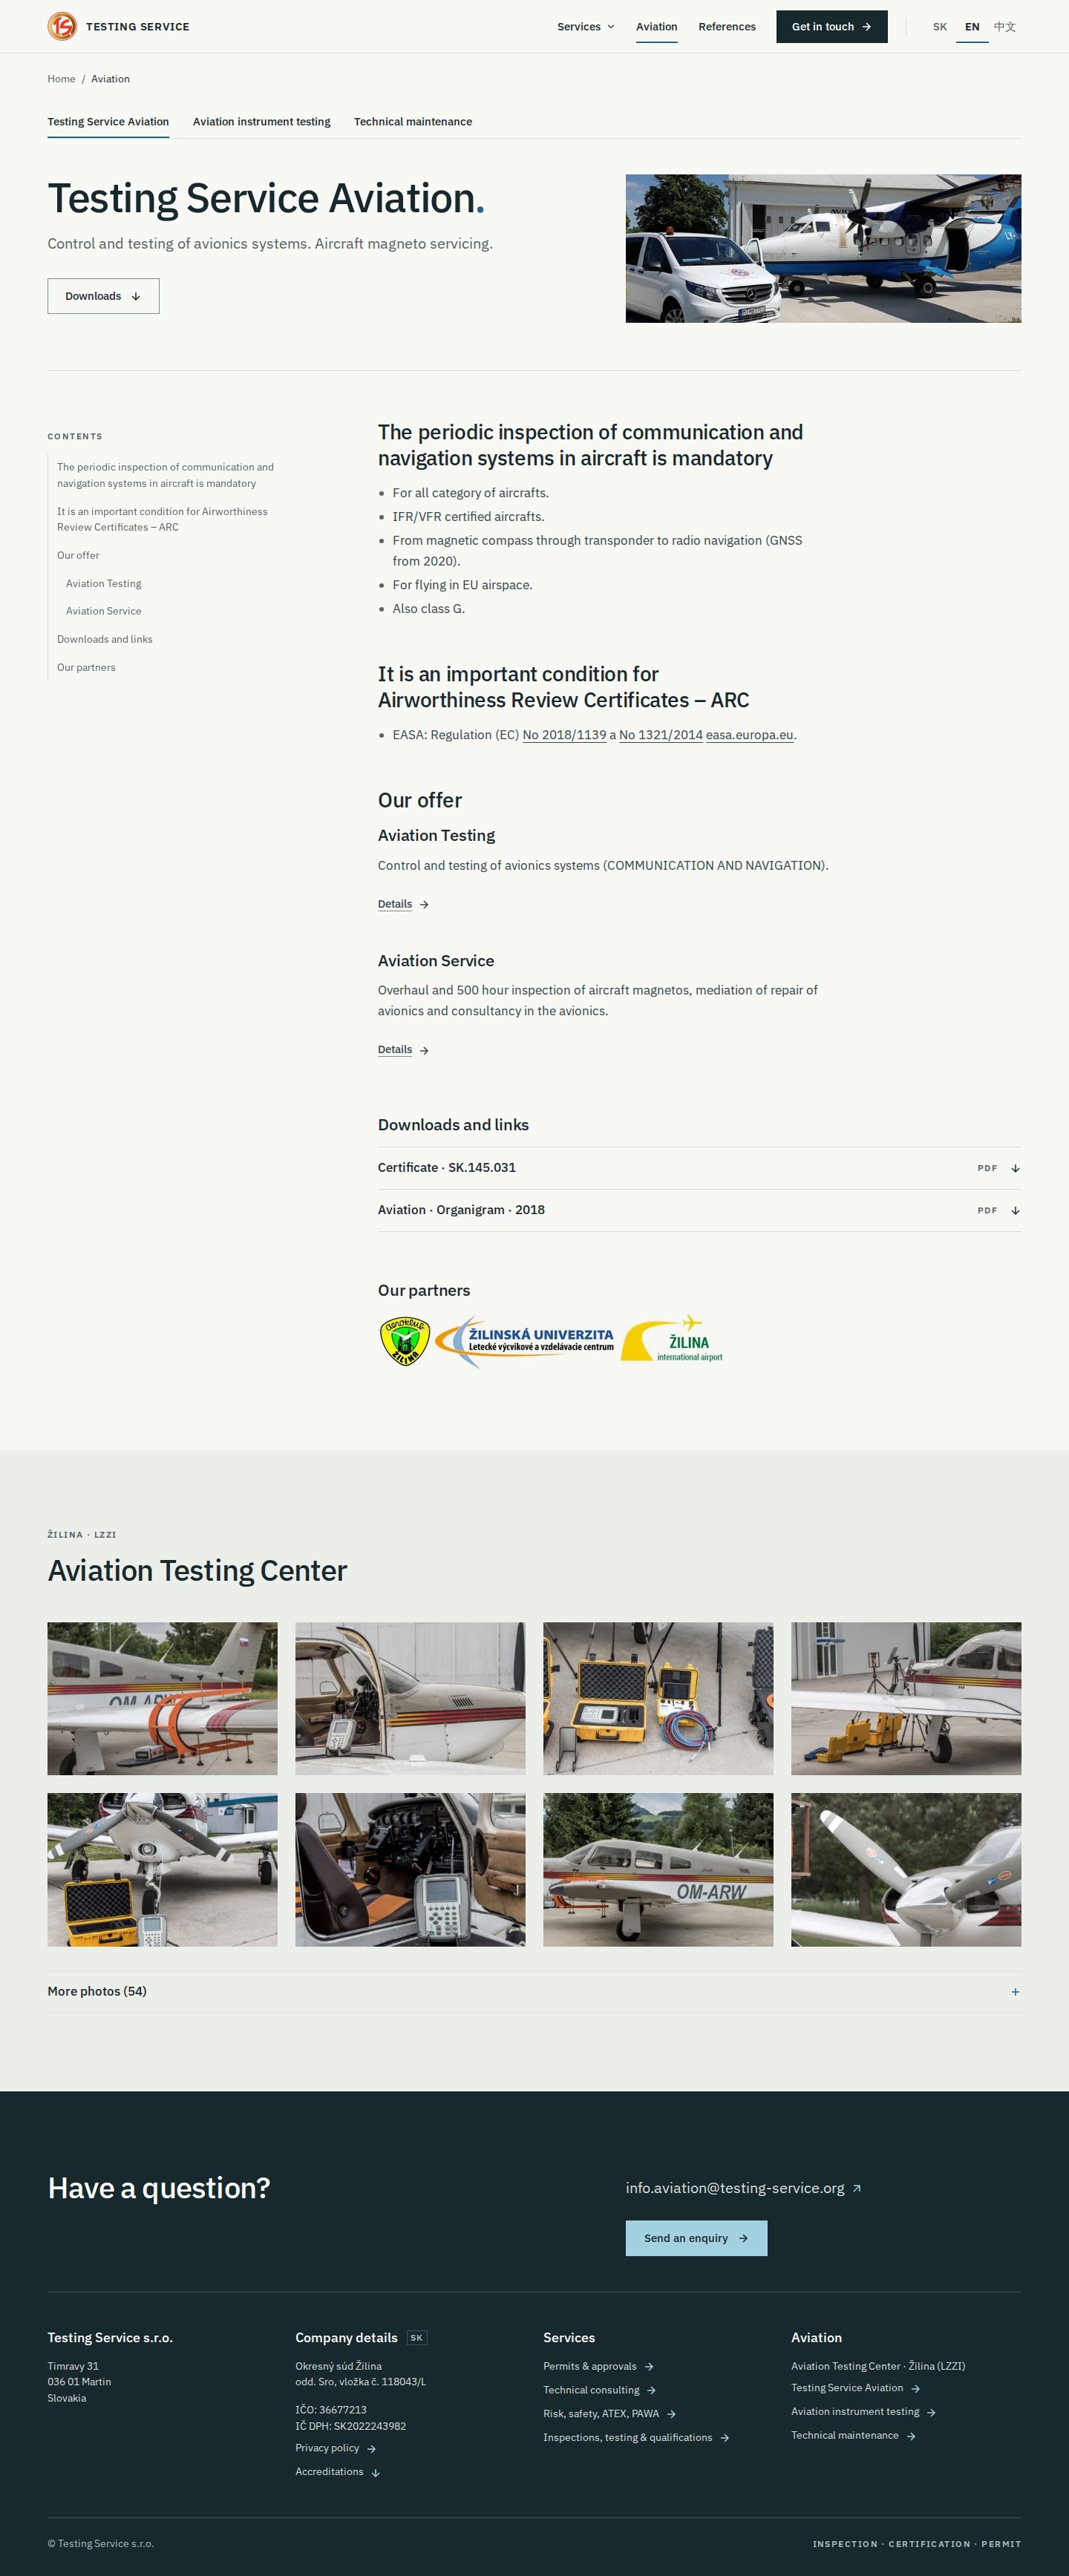 TESTING SERVICE
Services
Aviation
References
Get in touch
SK
EN
中文
Home / Aviation
Testing Service Aviation
Aviation instrument testing
Technical maintenance
Testing Service Aviation.
Control and testing of avionics systems. Aircraft magneto servicing.
Downloads
CONTENTS
The periodic inspection of communication and
navigation systems in aircraft is mandatory
It is an important condition for Airworthiness
Review Certificates – ARC
Our offer
Aviation Testing
Aviation Service
Downloads and links
Our partners
The periodic inspection of communication and
navigation systems in aircraft is mandatory
For all category of aircrafts.
IFR/VFR certified aircrafts.
From magnetic compass through transponder to radio navigation (GNSS
from 2020).
For flying in EU airspace.
Also class G.
It is an important condition for
Airworthiness Review Certificates – ARC
EASA: Regulation (EC) No 2018/1139 a No 1321/2014 easa.europa.eu.
Our offer
Aviation Testing
Control and testing of avionics systems (COMMUNICATION AND NAVIGATION).
Details
Aviation Service
Overhaul and 500 hour inspection of aircraft magnetos, mediation of repair of
avionics and consultancy in the avionics.
Details
Downloads and links
Certificate · SK.145.031
PDF
Aviation · Organigram · 2018
PDF
Our partners
aeroklub
ŽILINA
ŽILINSKÁ UNIVERZITA
Letecké výcvikové a vzdelávacie centrum
ŽILINA
international airport
ŽILINA · LZZI
Aviation Testing Center
OM-ARW
OM-ARW
More photos (54)
Have a question?
info.aviation@testing-service.org
Send an enquiry
Testing Service s.r.o.
Timravy 31
036 01 Martin
Slovakia
Company details SK
Okresný súd Žilina
odd. Sro, vložka č. 118043/L
IČO: 36677213
IČ DPH: SK2022243982
Privacy policy
Accreditations
Services
Permits & approvals
Technical consulting
Risk, safety, ATEX, PAWA
Inspections, testing & qualifications
Aviation
Aviation Testing Center · Žilina (LZZI)
Testing Service Aviation
Aviation instrument testing
Technical maintenance
© Testing Service s.r.o.
INSPECTION · CERTIFICATION · PERMIT